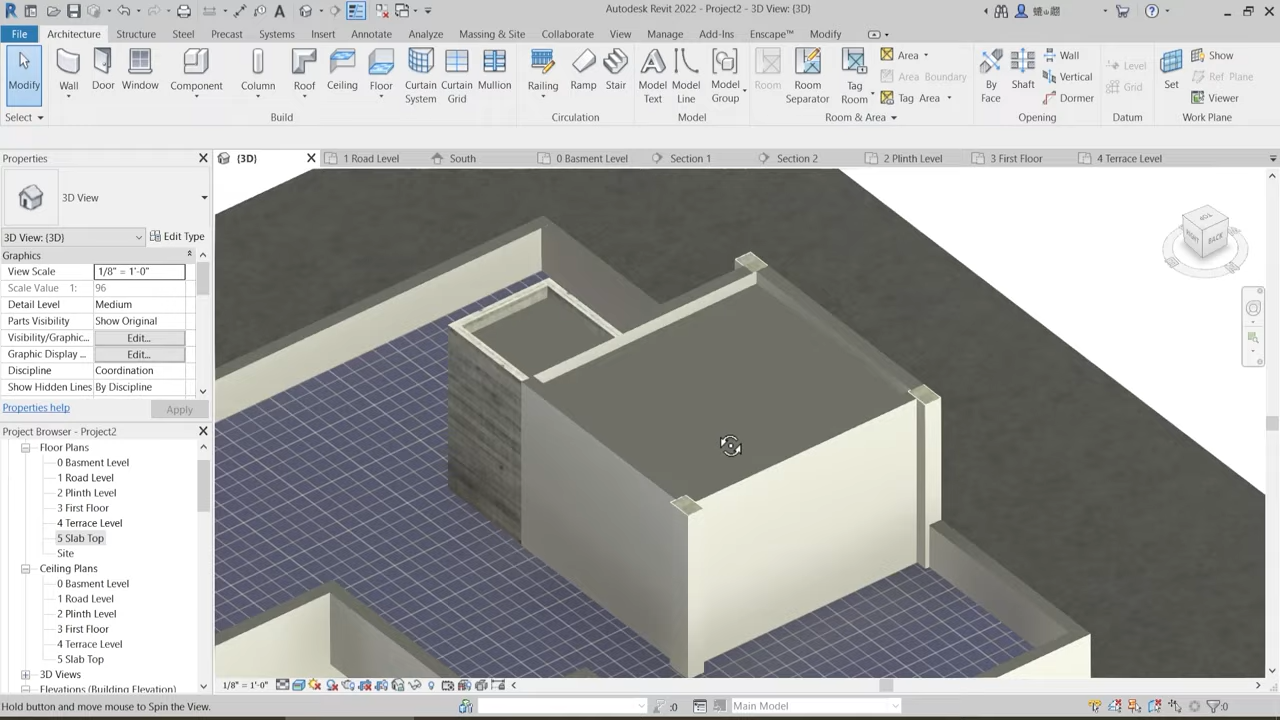 Autodesk Revit 2022 - Project2 - 3D View: {3D}
File Architecture Structure Steel Precast Systems Insert Annotate Analyze Massing & Site Collaborate View Manage Add-Ins Enscape™ Modify
Modify Wall Door Window Component Column Roof Ceiling Floor Curtain System Curtain Grid Mullion Railing Ramp Stair Model Text Model Line Model Group Room Room Separator Tag Room
Area
Area Boundary
Tag Area
By Face Shaft
Wall
Vertical
Dormer
Level
Grid
Set
Show
Ref Plane
Viewer
Select Build Circulation Model Room & Area Opening Datum Work Plane
Properties
{3D} 1 Road Level South 0 Basment Level Section 1 Section 2 2 Plinth Level 3 First Floor 4 Terrace Level
3D View
3D View: {3D} Edit Type
Graphics
View Scale 1/8" = 1'-0"
Scale Value 1: 96
Detail Level Medium
Parts Visibility Show Original
Visibility/Graphic... Edit...
Graphic Display ... Edit...
Discipline Coordination
Show Hidden Lines By Discipline
Properties help Apply
Project Browser - Project2
Floor Plans
0 Basment Level
1 Road Level
2 Plinth Level
3 First Floor
4 Terrace Level
5 Slab Top
Site
Ceiling Plans
0 Basment Level
1 Road Level
2 Plinth Level
3 First Floor
4 Terrace Level
5 Slab Top
3D Views
Elevations (Building Elevation)
RIGHT BACK
1/8" = 1'-0"
Hold button and move mouse to Spin the View.
:0 Main Model :0